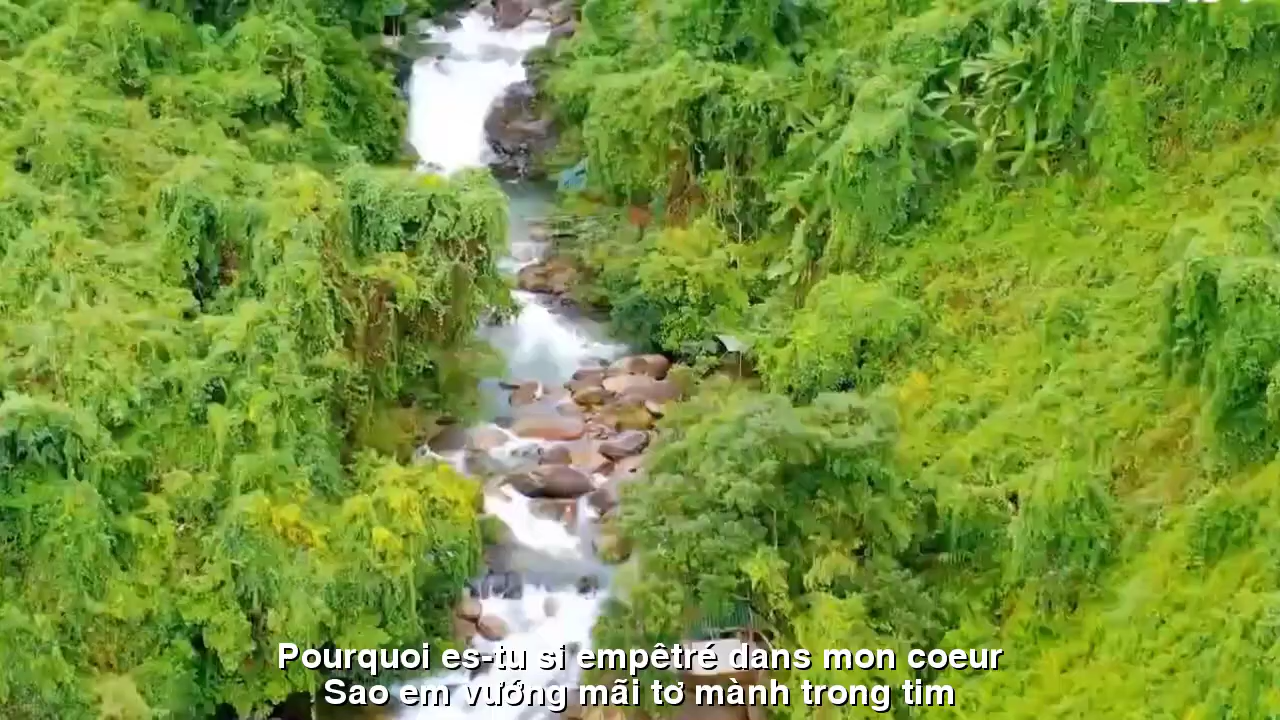 Pourquoi es-tu si empêtré dans mon coeur
Sao em vướng mãi tơ mành trong tim